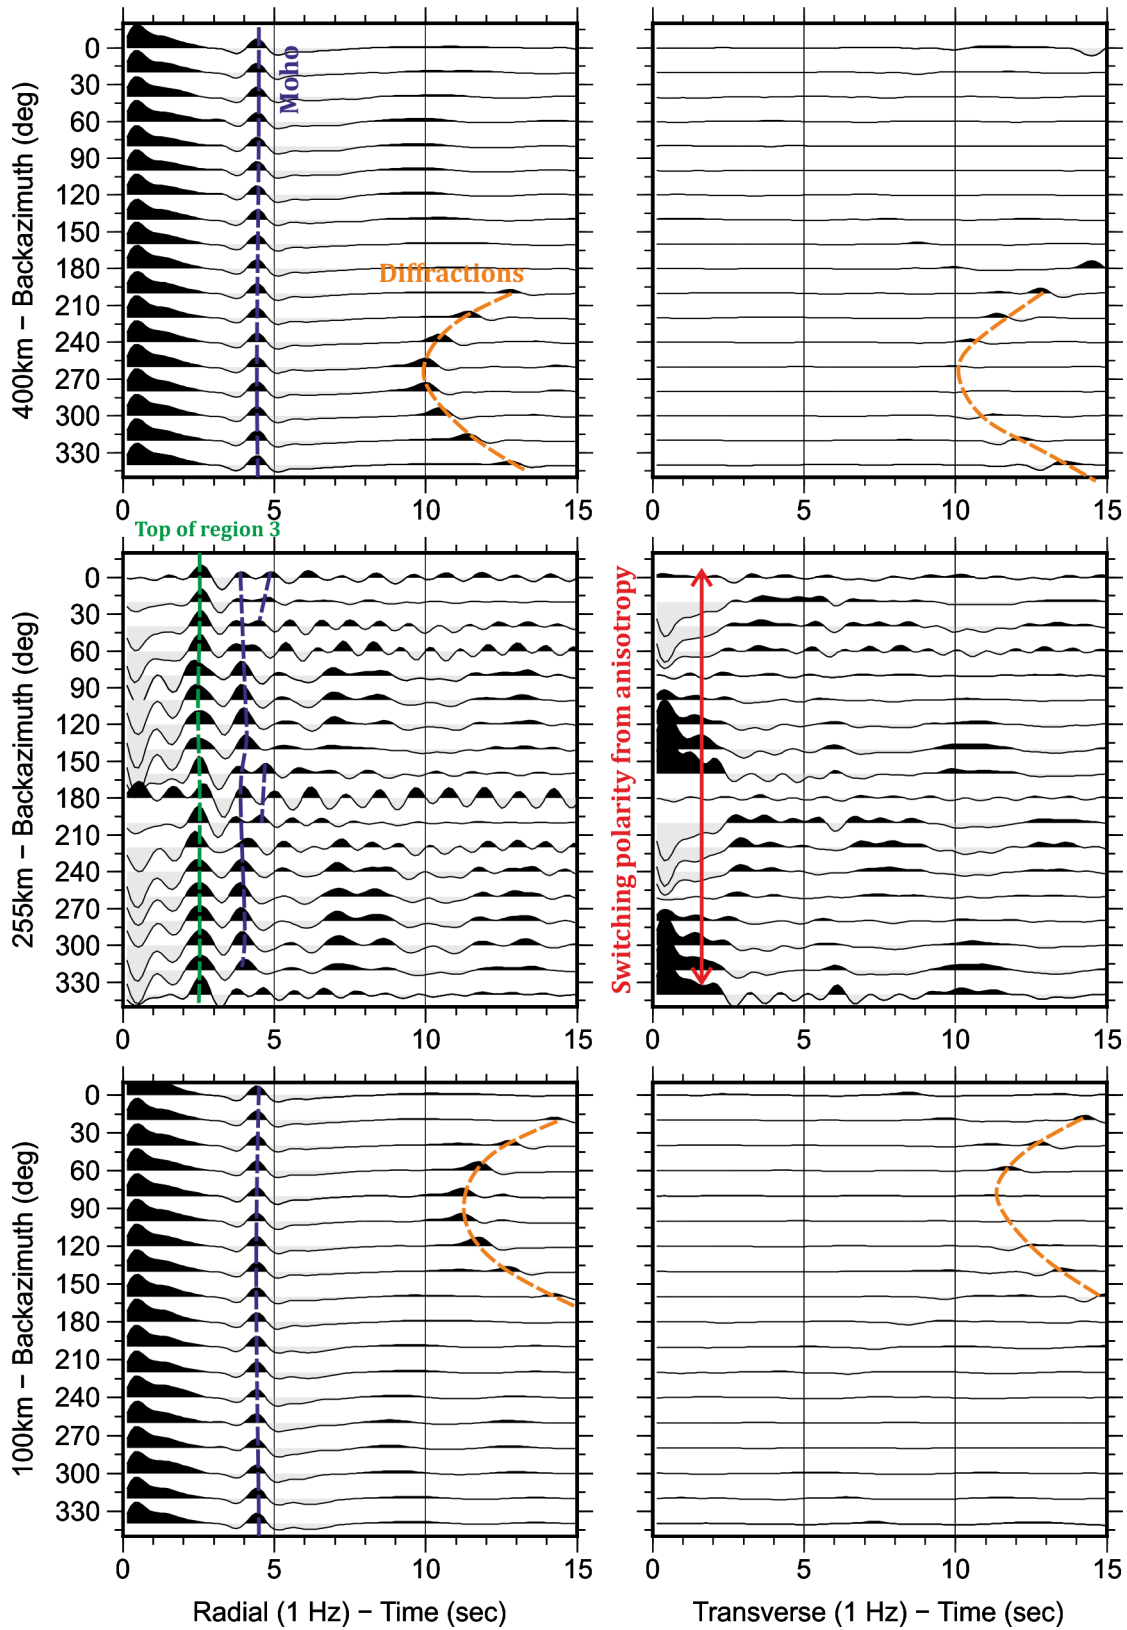 400km – Backazimuth (deg)
0
30
60
90
120
150
180
210
240
270
300
330
Moho
Diffractions
0 5 10 15
0 5 10 15
Top of region 3
255km – Backazimuth (deg)
0
30
60
90
120
150
180
210
240
270
300
330
Switching polarity from anisotropy
0 5 10 15
0 5 10 15
100km – Backazimuth (deg)
0
30
60
90
120
150
180
210
240
270
300
330
0 5 10 15
0 5 10 15
Radial (1 Hz) – Time (sec)
Transverse (1 Hz) – Time (sec)